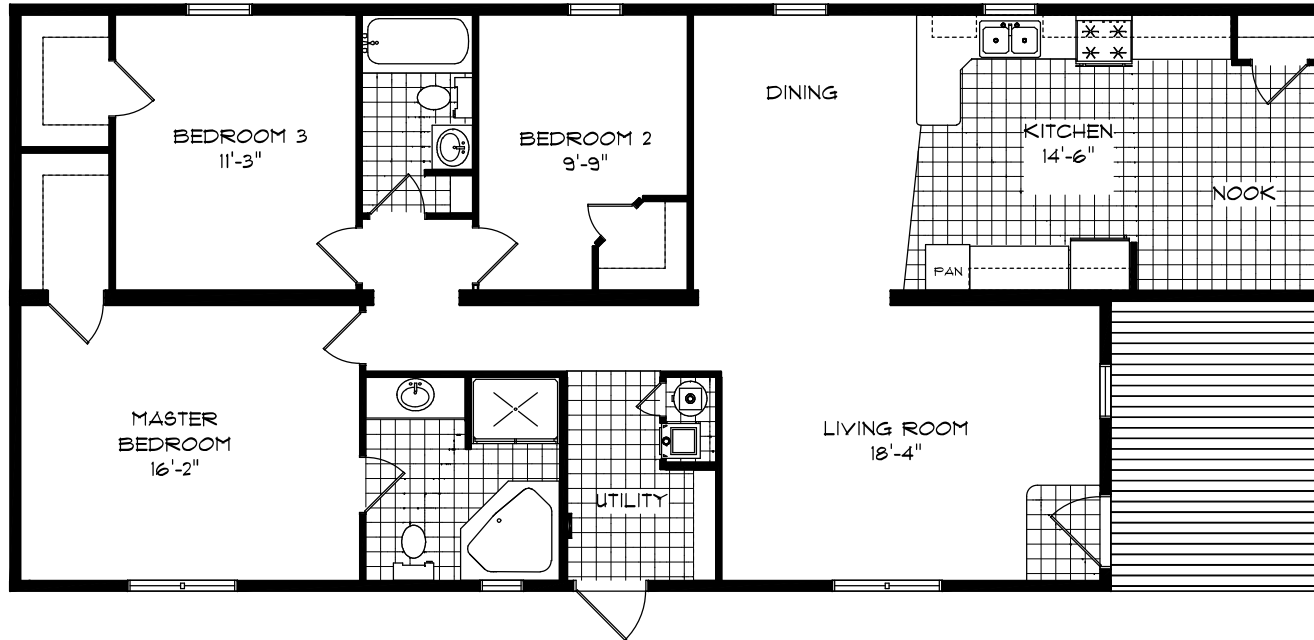 BEDROOM 3
11'-3"
BEDROOM 2
9'-9"
DINING
KITCHEN
14'-6"
NOOK
PAN
MASTER
BEDROOM
16'-2"
UTILITY
LIVING ROOM
18'-4"